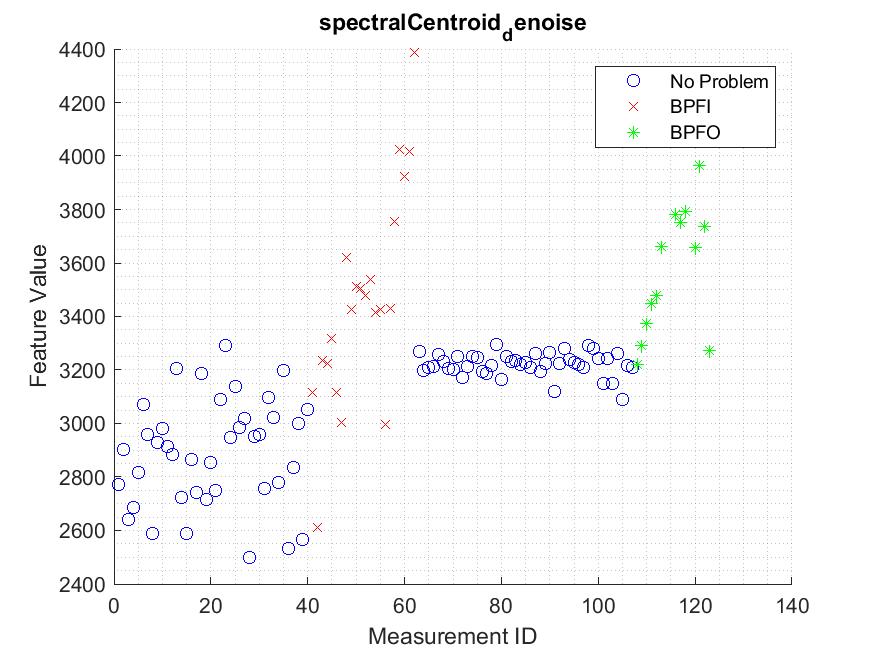 spectralCentroid_denoise
4400
4200
4000
3800
3600
3400
3200
3000
2800
2600
2400
0 20 40 60 80 100 120 140
Feature Value
Measurement ID
No Problem
BPFI
BPFO